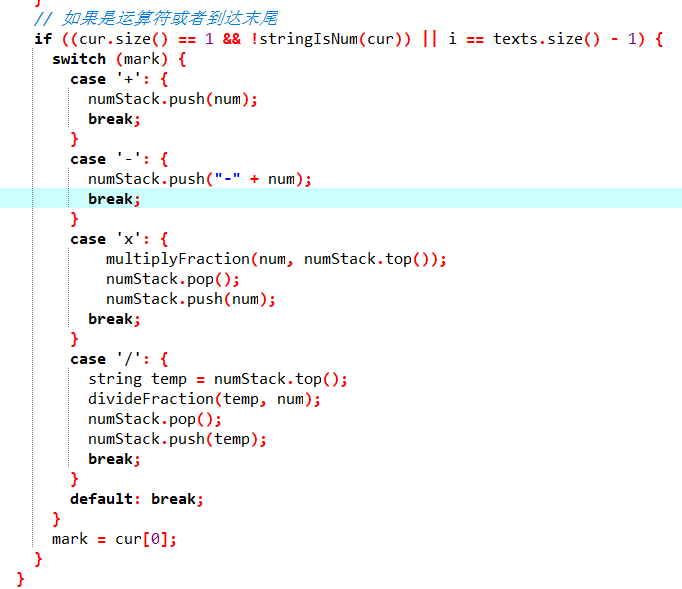 }
// 如果是运算符或者到达末尾
if ((cur.size() == 1 && !stringIsNum(cur)) || i == texts.size() - 1) {
switch (mark) {
case '+': {
numStack.push(num);
break;
}
case '-': {
numStack.push("-" + num);
break;
}
case 'x': {
multiplyFraction(num, numStack.top());
numStack.pop();
numStack.push(num);
break;
}
case '/': {
string temp = numStack.top();
divideFraction(temp, num);
numStack.pop();
numStack.push(temp);
break;
}
default: break;
}
mark = cur[0];
}
}